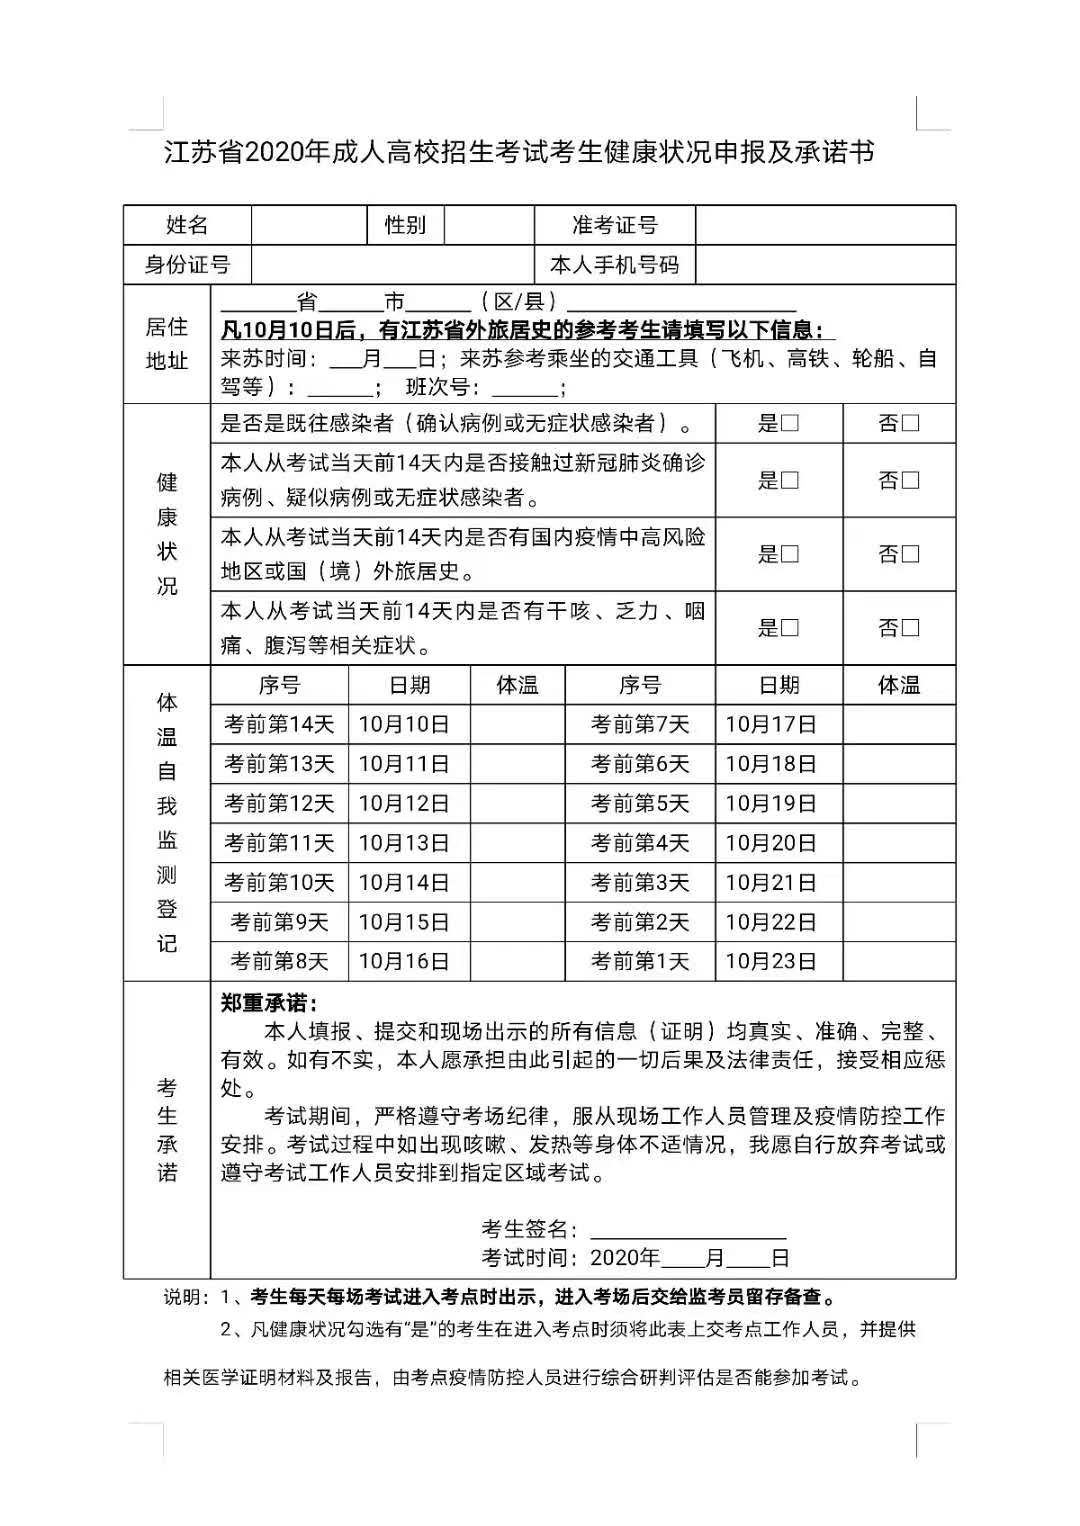 江苏省2020年成人高校招生考试考生健康状况申报及承诺书
姓名 性别 准考证号
身份证号 本人手机号码
居住地址
______省______市______（区/县）____________________
凡10月10日后，有江苏省外旅居史的参考考生请填写以下信息：
来苏时间：___月___日；来苏参考乘坐的交通工具（飞机、高铁、轮船、自
驾等）：______； 班次号：______；
健康状况
是否是既往感染者（确认病例或无症状感染者）。 是□ 否□
本人从考试当天前14天内是否接触过新冠肺炎确诊
病例、疑似病例或无症状感染者。 是□ 否□
本人从考试当天前14天内是否有国内疫情中高风险
地区或国（境）外旅居史。 是□ 否□
本人从考试当天前14天内是否有干咳、乏力、咽
痛、腹泻等相关症状。 是□ 否□
体温自我监测登记
序号 日期 体温 序号 日期 体温
考前第14天 10月10日 考前第7天 10月17日
考前第13天 10月11日 考前第6天 10月18日
考前第12天 10月12日 考前第5天 10月19日
考前第11天 10月13日 考前第4天 10月20日
考前第10天 10月14日 考前第3天 10月21日
考前第9天 10月15日 考前第2天 10月22日
考前第8天 10月16日 考前第1天 10月23日
考生承诺
郑重承诺：
本人填报、提交和现场出示的所有信息（证明）均真实、准确、完整、
有效。如有不实，本人愿承担由此引起的一切后果及法律责任，接受相应惩
处。
考试期间，严格遵守考场纪律，服从现场工作人员管理及疫情防控工作
安排。考试过程中如出现咳嗽、发热等身体不适情况，我愿自行放弃考试或
遵守考试工作人员安排到指定区域考试。
考生签名：__________________
考试时间：2020年____月____日
说明：1、考生每天每场考试进入考点时出示，进入考场后交给监考员留存备查。
2、凡健康状况勾选有“是”的考生在进入考点时须将此表上交考点工作人员，并提供
相关医学证明材料及报告，由考点疫情防控人员进行综合研判评估是否能参加考试。